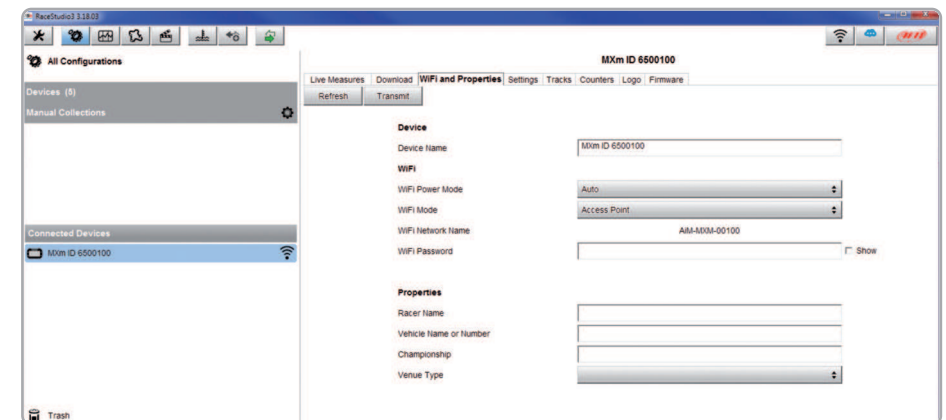 RaceStudio3 3.18.03
AiM
All Configurations
MXm ID 6500100
Live Measures Download WiFi and Properties Settings Tracks Counters Logo Firmware
Devices (5)
Refresh Transmit
Manual Collections
Device
Device Name MXm ID 6500100
WiFi
WiFi Power Mode Auto
WiFi Mode Access Point
Connected Devices
WiFi Network Name AiM-MXM-00100
MXm ID 6500100
WiFi Password Show
Properties
Racer Name
Vehicle Name or Number
Championship
Venue Type
Trash